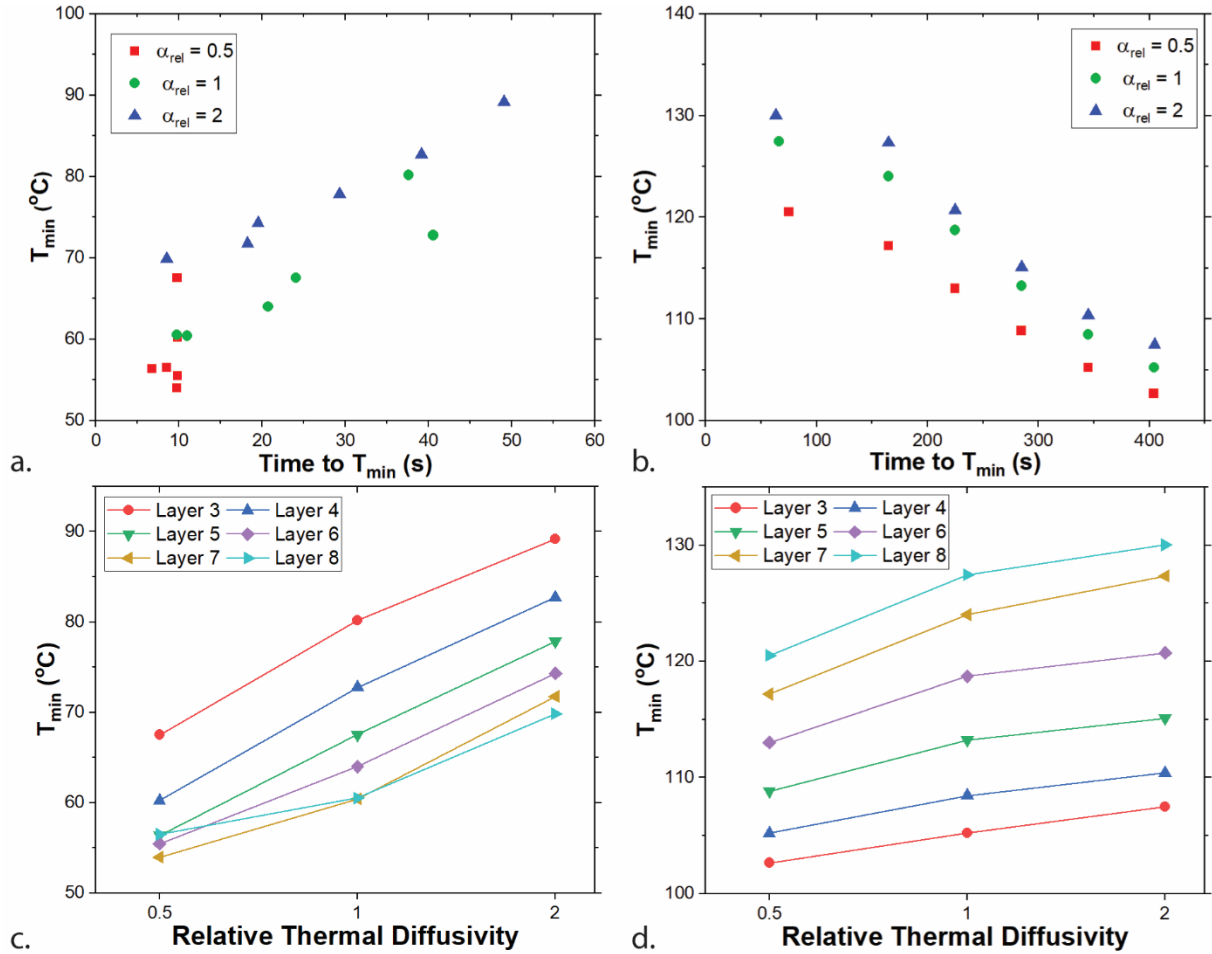 α_rel = 0.5
α_rel = 1
α_rel = 2
100
90
80
70
60
50
T_min (°C)
0 10 20 30 40 50 60
Time to T_min (s)
a.
α_rel = 0.5
α_rel = 1
α_rel = 2
140
130
120
110
100
T_min (°C)
0 100 200 300 400
Time to T_min (s)
b.
Layer 3 Layer 4
Layer 5 Layer 6
Layer 7 Layer 8
90
80
70
60
50
T_min (°C)
0.5 1 2
Relative Thermal Diffusivity
c.
Layer 3 Layer 4
Layer 5 Layer 6
Layer 7 Layer 8
130
120
110
100
T_min (°C)
0.5 1 2
Relative Thermal Diffusivity
d.